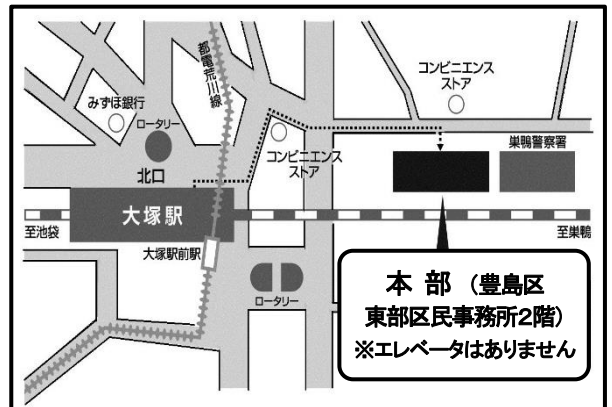 都電荒川線
コンビニエンス
ストア
みずほ銀行
ロータリー
北口
コンビニエンス
ストア
巣鴨警察署
大塚駅
至池袋
至巣鴨
大塚駅前駅
ロータリー
本部（豊島区
東部区民事務所2階）
※エレベータはありません